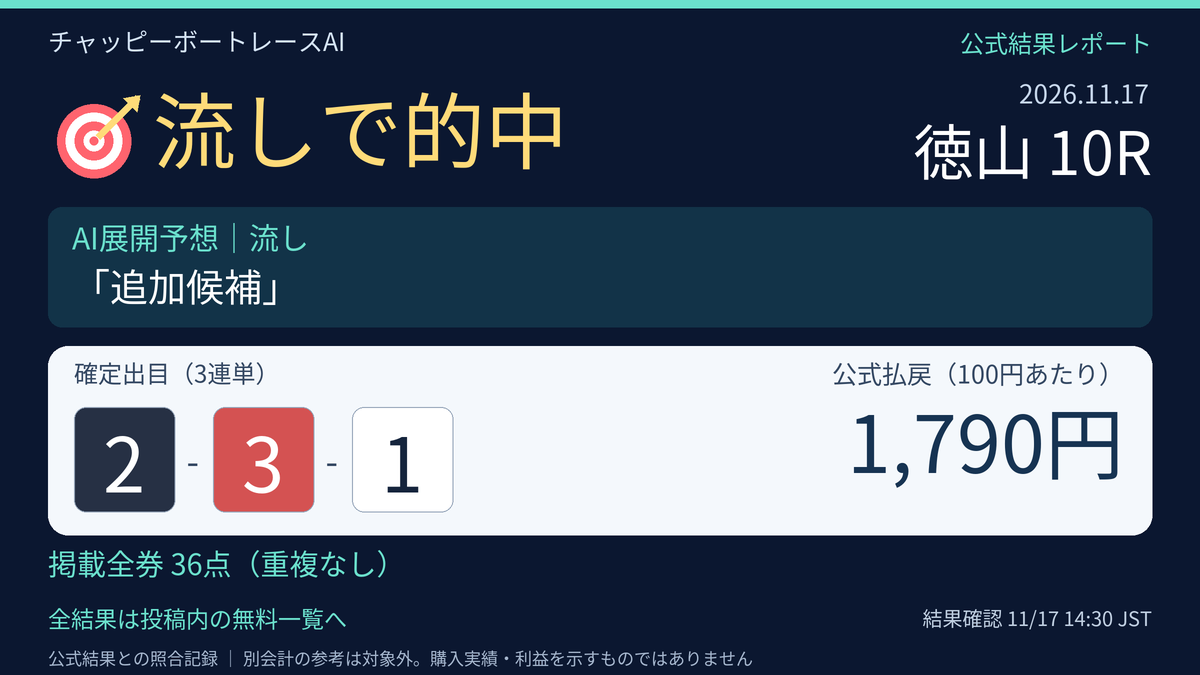 チャッピーボートレースAI
公式結果レポート
2026.11.17
流しで的中
徳山 10R
AI展開予想｜流し
「追加候補」
確定出目（3連単）
公式払戻（100円あたり）
2 - 3 - 1
1,790円
掲載全券 36点（重複なし）
全結果は投稿内の無料一覧へ
結果確認 11/17 14:30 JST
公式結果との照合記録｜別会計の参考は対象外。購入実績・利益を示すものではありません